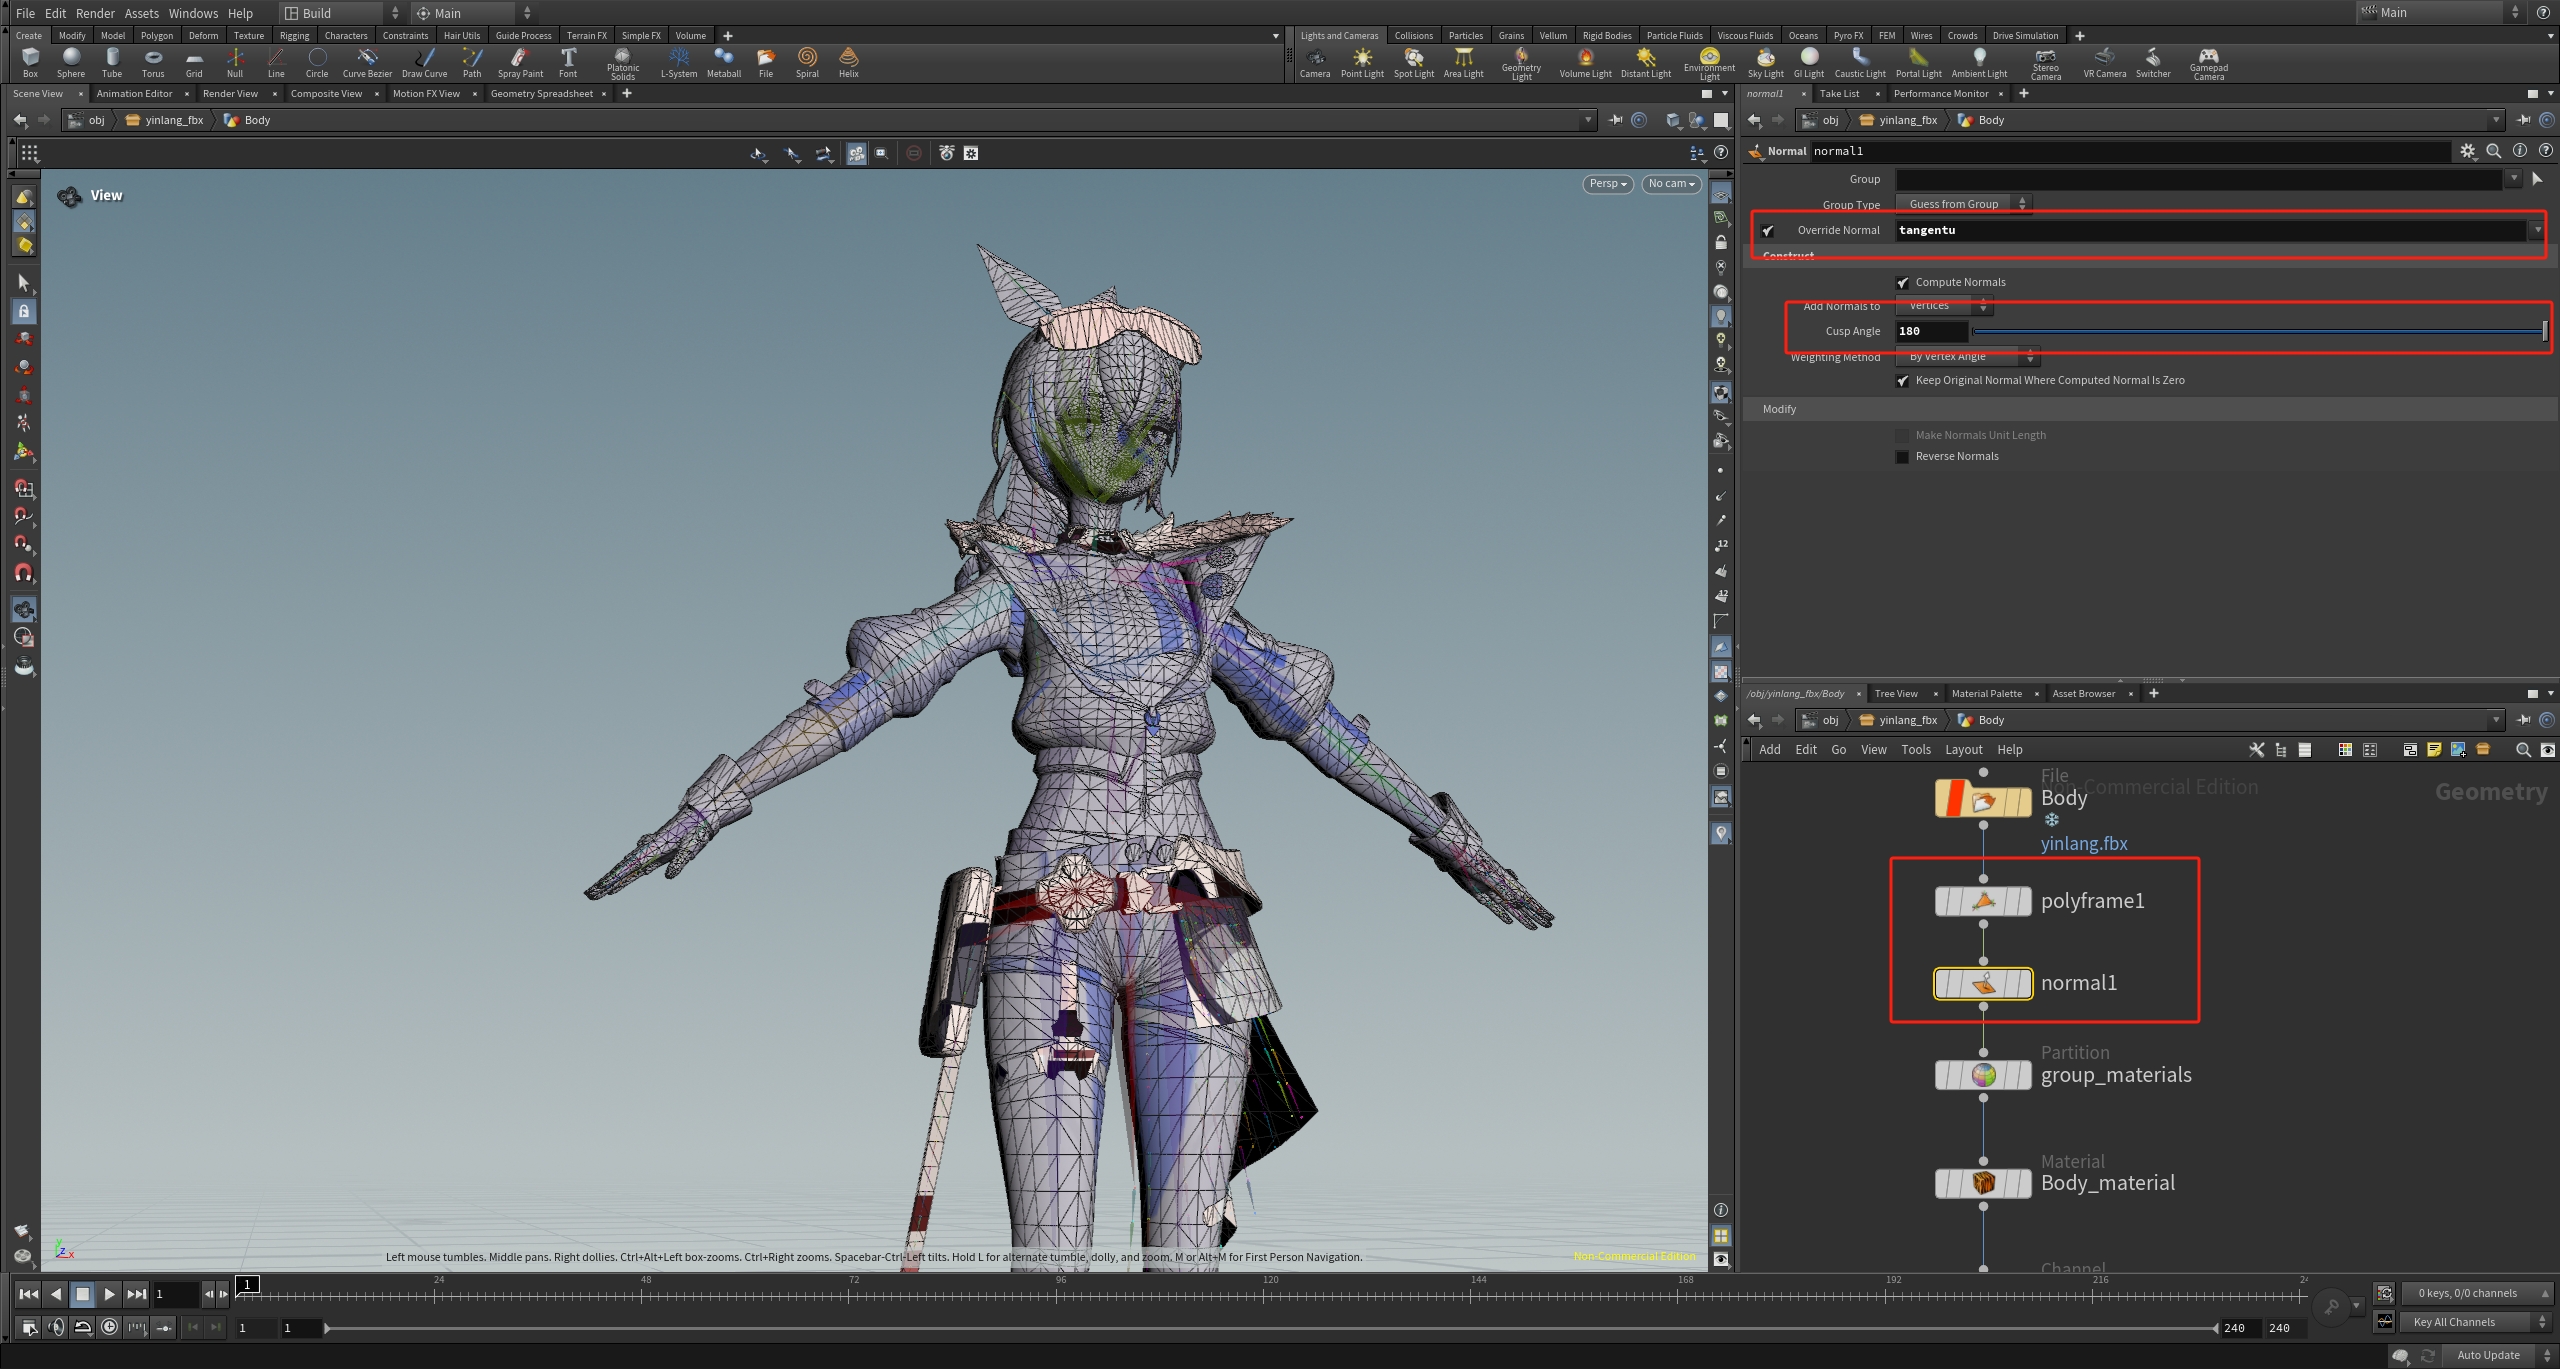 File Edit Render Assets Windows Help Build Main Main
Create Modify Model Polygon Deform Texture Rigging Characters Constraints Hair Utils Guide Process Terrain FX Simple FX Volume
Lights and Cameras Collisions Particles Grains Vellum Rigid Bodies Particle Fluids Viscous Fluids Oceans Pyro FX FEM Wires Crowds Drive Simulation
Box Sphere Tube Torus Grid Null Line Circle Curve Bezier Draw Curve Path Spray Paint Font Platonic Solids L-System Metaball File Spiral Helix
Camera Point Light Spot Light Area Light Geometry Light Volume Light Distant Light Environment Light Sky Light GI Light Caustic Light Portal Light Ambient Light Stereo Camera VR Camera Switcher Gamepad Camera
Scene View Animation Editor Render View Composite View Motion FX View Geometry Spreadsheet
normal1 Take List Performance Monitor
obj yinlang_fbx Body
obj yinlang_fbx Body
Normal normal1
View
Persp No cam
Group
Group Type Guess from Group
Override Normal tangentu
Construct
Compute Normals
Add Normals to Vertices
Cusp Angle 180
Weighting Method By Vertex Angle
Keep Original Normal Where Computed Normal Is Zero
Modify
Make Normals Unit Length
Reverse Normals
/obj/yinlang_fbx/Body Tree View Material Palette Asset Browser
obj yinlang_fbx Body
Add Edit Go View Tools Layout Help
File
Non-Commercial Edition
Geometry
Body
yinlang.fbx
polyframe1
normal1
Partition
group_materials
Material
Body_material
Channel
Left mouse tumbles. Middle pans. Right dollies. Ctrl+Alt+Left box-zooms. Ctrl+Right zooms. Spacebar-Ctrl-Left tilts. Hold L for alternate tumble, dolly, and zoom. M or Alt+M for First Person Navigation.
Non-Commercial Edition
1 1 24 48 72 96 120 144 168 192 216
0 keys, 0/0 channels
1 1 240 240
Key All Channels
Auto Update